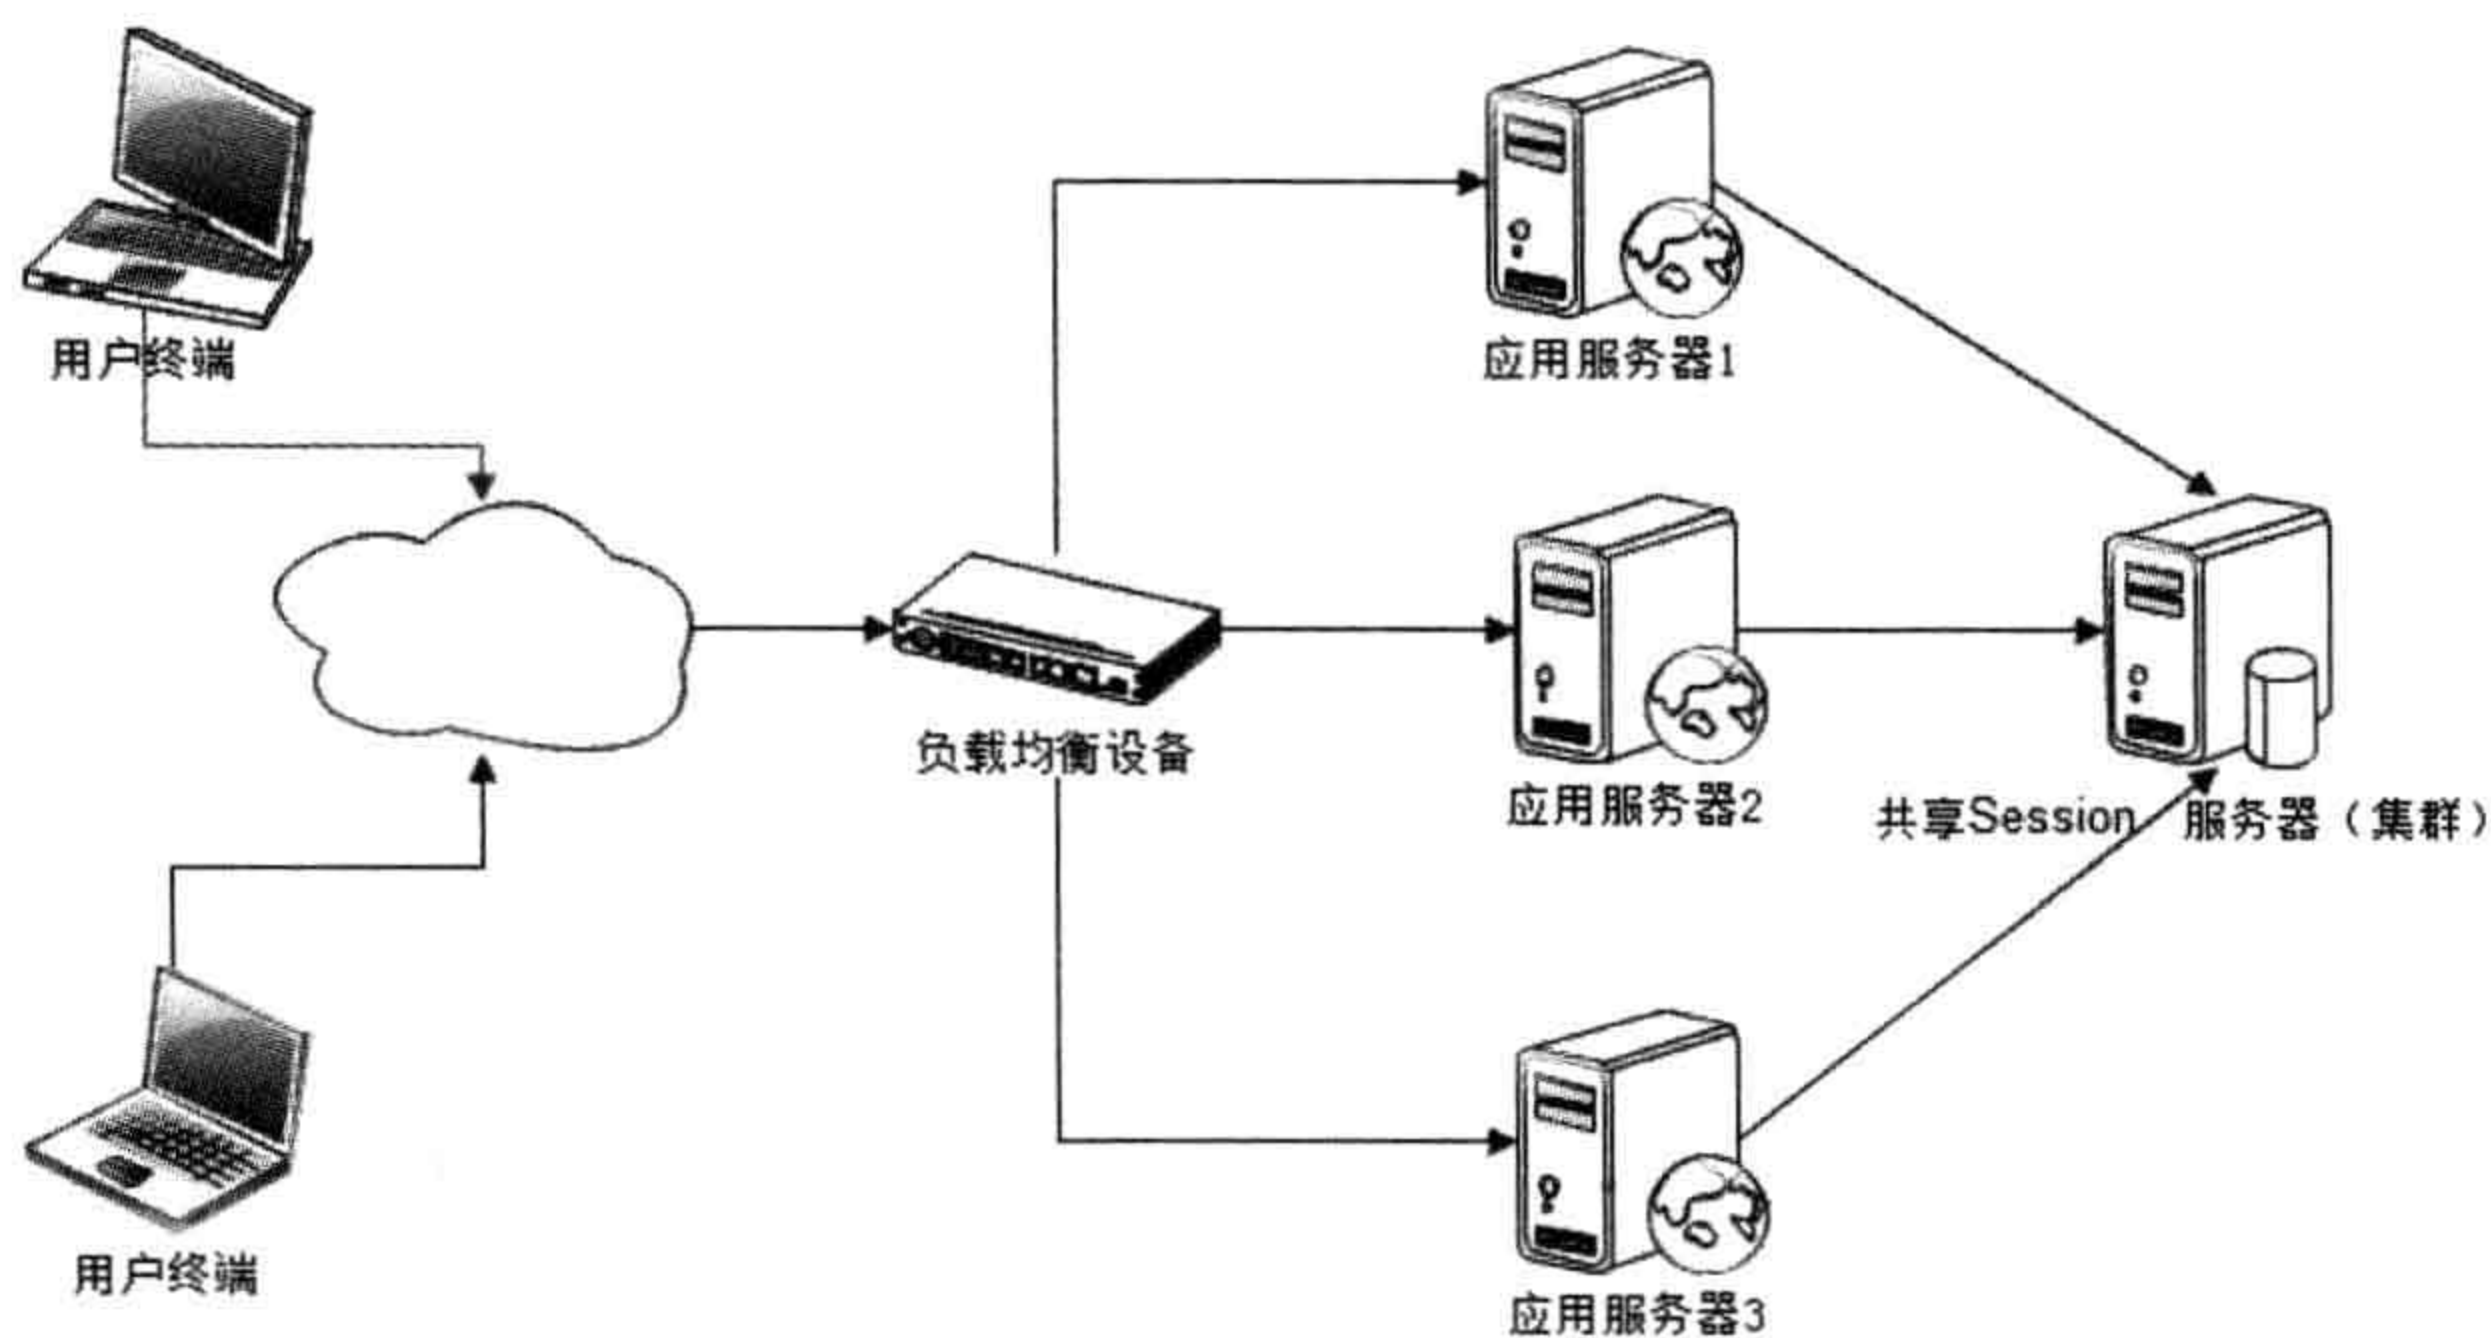 用户终端
应用服务器1
负载均衡设备
应用服务器2
共享Session 服务器（集群）
用户终端
应用服务器3